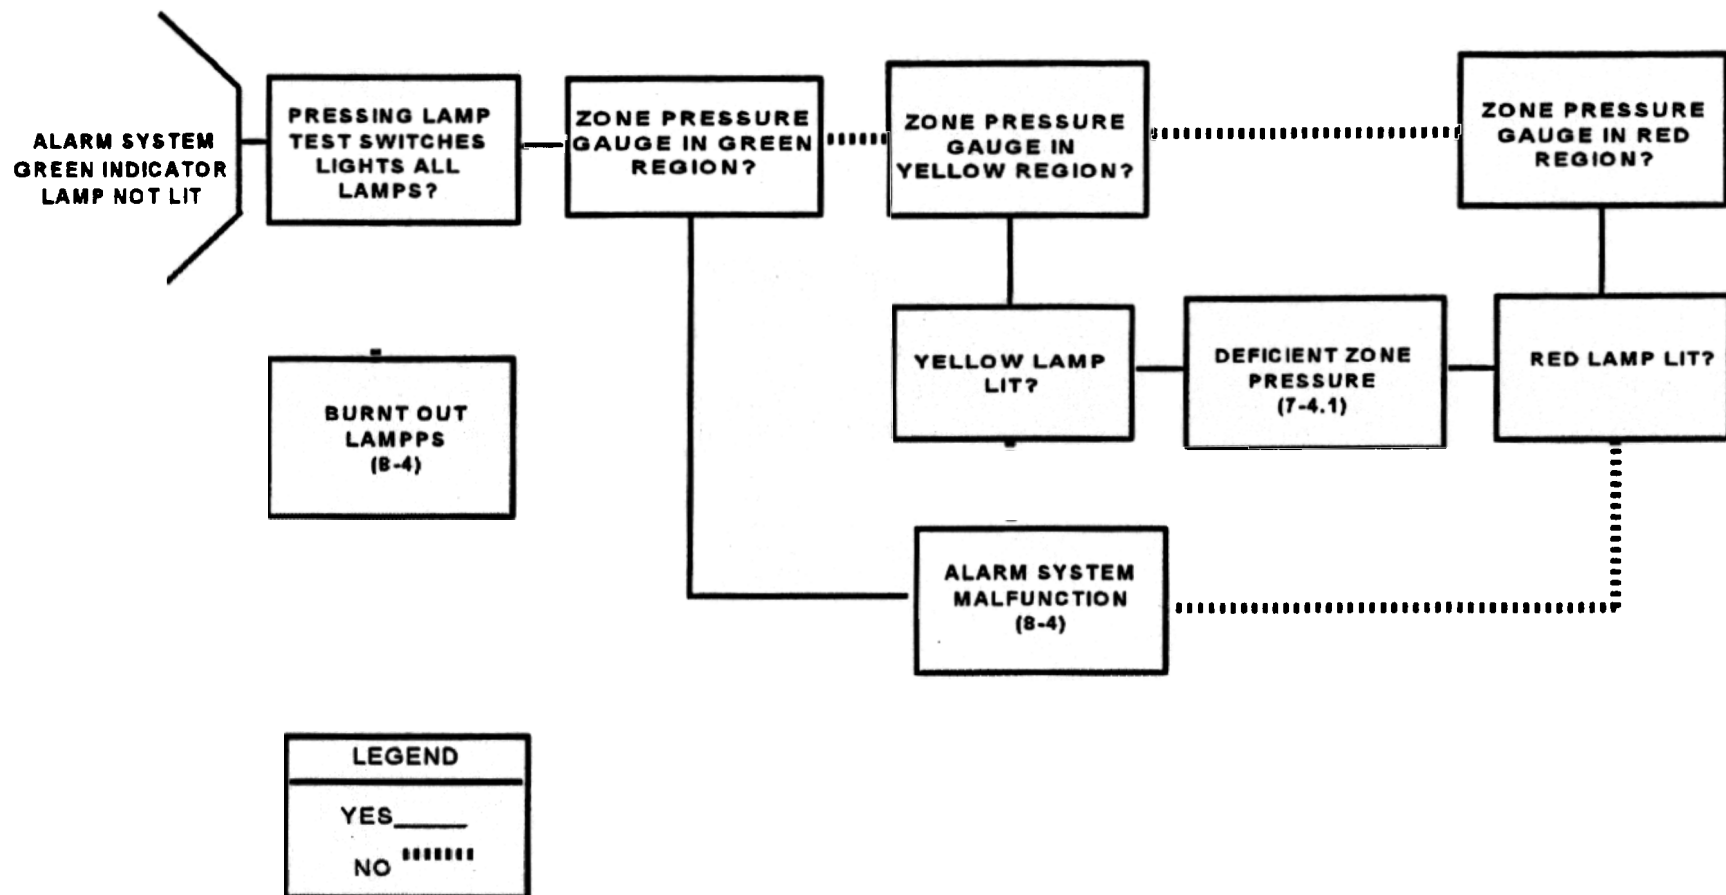 ALARM SYSTEM
GREEN INDICATOR
LAMP NOT LIT
PRESSING LAMP
TEST SWITCHES
LIGHTS ALL
LAMPS?
ZONE PRESSURE
GAUGE IN GREEN
REGION?
ZONE PRESSURE
GAUGE IN
YELLOW REGION?
ZONE PRESSURE
GAUGE IN RED
REGION?
YELLOW LAMP
LIT?
DEFICIENT ZONE
PRESSURE
(7-4.1)
RED LAMP LIT?
BURNT OUT
LAMPPS
(8-4)
ALARM SYSTEM
MALFUNCTION
(8-4)
LEGEND
YES
NO